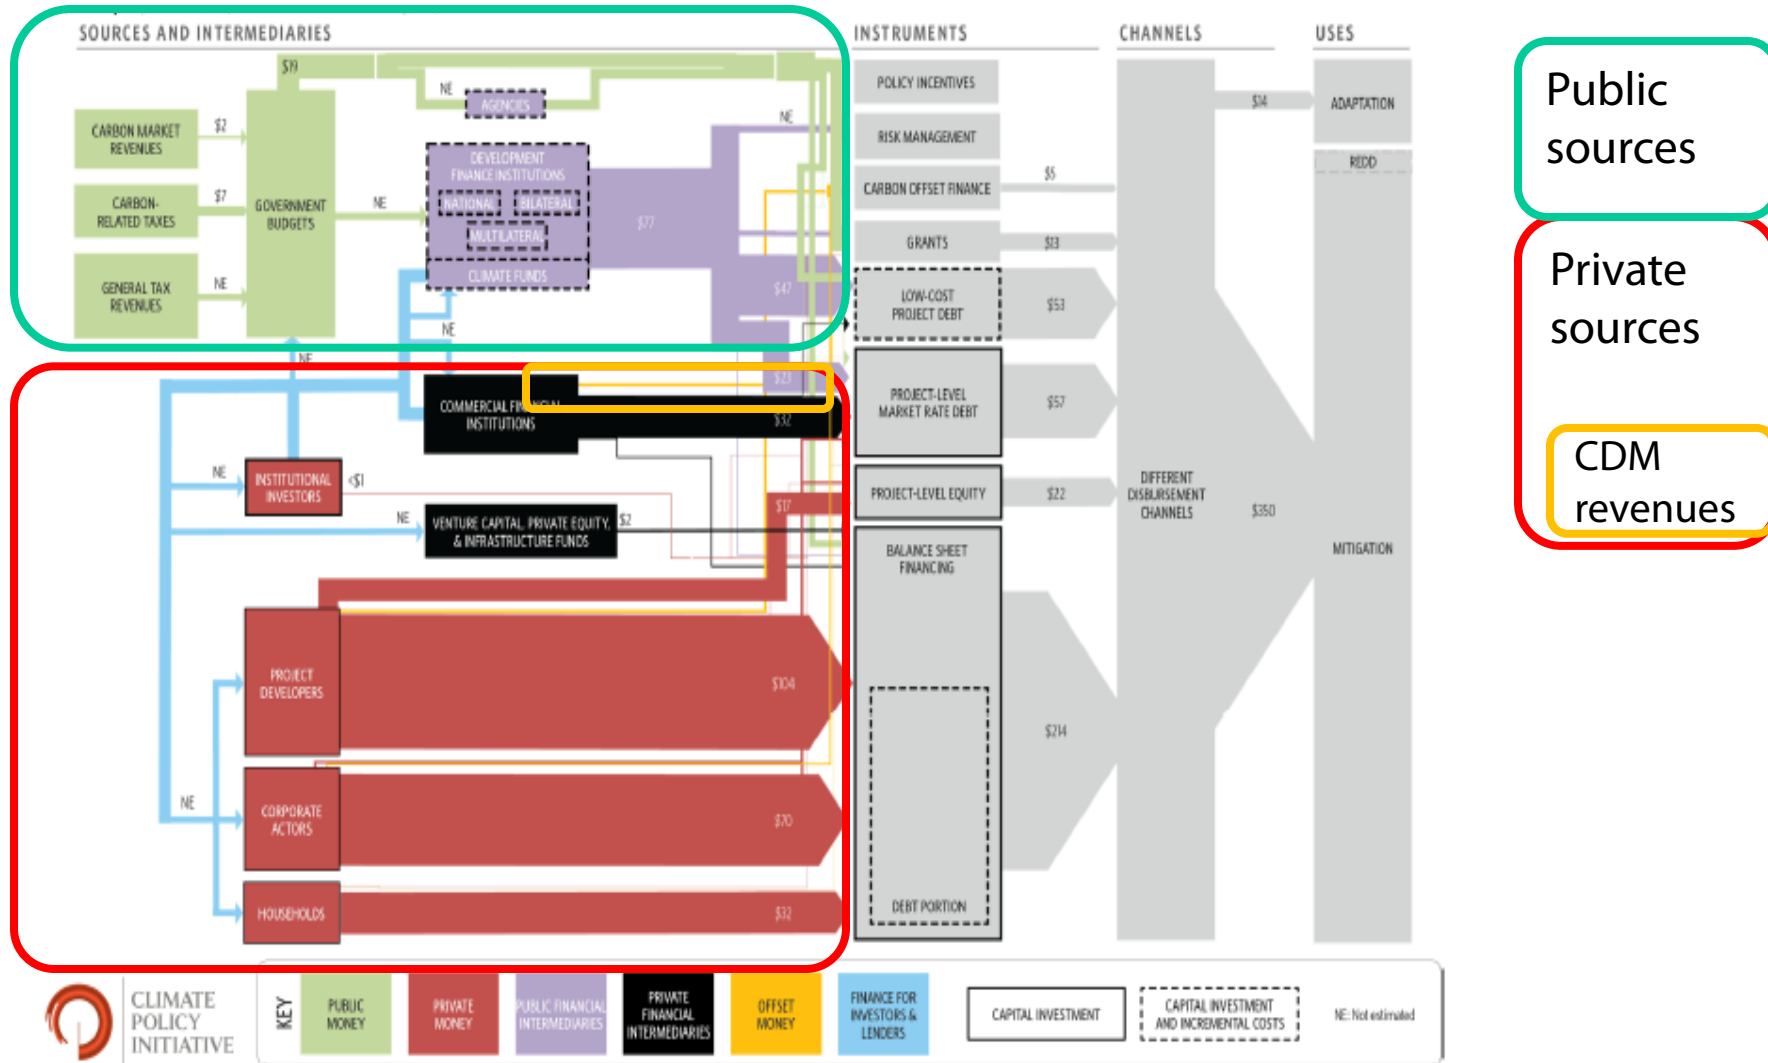 SOURCES AND INTERMEDIARIES
INSTRUMENTS
CHANNELS
USES
$19
NE
AGENCIES
NE
CARBON MARKET
REVENUES
$2
CARBON-
RELATED TAXES
$7
GENERAL TAX
REVENUES
NE
GOVERNMENT
BUDGETS
NE
DEVELOPMENT
FINANCE INSTITUTIONS
NATIONAL
BILATERAL
MULTILATERAL
CLIMATE FUNDS
$77
$47
NE
NE
$23
COMMERCIAL FINANCIAL
INSTITUTIONS
$32
NE
INSTITUTIONAL
INVESTORS
<$1
$17
NE
VENTURE CAPITAL, PRIVATE EQUITY,
& INFRASTRUCTURE FUNDS
$2
PROJECT
DEVELOPERS
$104
NE
CORPORATE
ACTORS
$70
HOUSEHOLDS
$32
POLICY INCENTIVES
RISK MANAGEMENT
CARBON OFFSET FINANCE
$5
GRANTS
$13
LOW-COST
PROJECT DEBT
$53
PROJECT-LEVEL
MARKET RATE DEBT
$57
PROJECT-LEVEL EQUITY
$22
BALANCE SHEET
FINANCING
$214
DEBT PORTION
DIFFERENT
DISBURSEMENT
CHANNELS
$14
$350
ADAPTATION
REDD
MITIGATION
Public
sources
Private
sources
CDM
revenues
CLIMATE
POLICY
INITIATIVE
KEY
PUBLIC
MONEY
PRIVATE
MONEY
PUBLIC FINANCIAL
INTERMEDIARIES
PRIVATE
FINANCIAL
INTERMEDIARIES
OFFSET
MONEY
FINANCE FOR
INVESTORS &
LENDERS
CAPITAL INVESTMENT
CAPITAL INVESTMENT
AND INCREMENTAL COSTS
NE: Not estimated